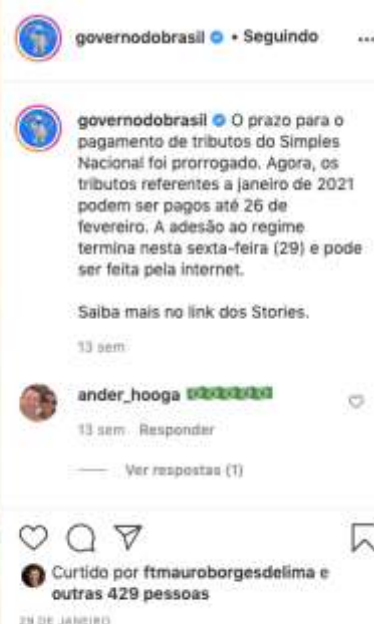 governodobrasil • Seguindo ...
governodobrasil O prazo para o
pagamento de tributos do Simples
Nacional foi prorrogado. Agora, os
tributos referentes a janeiro de 2021
podem ser pagos até 26 de
fevereiro. A adesão ao regime
termina nesta sexta-feira (29) e pode
ser feita pela internet.
Saiba mais no link dos Stories.
13 sem
ander_hooga
13 sem Responder
Ver respostas (1)
Curtido por ftmauroborgesdelima e
outras 429 pessoas
29 DE JANEIRO